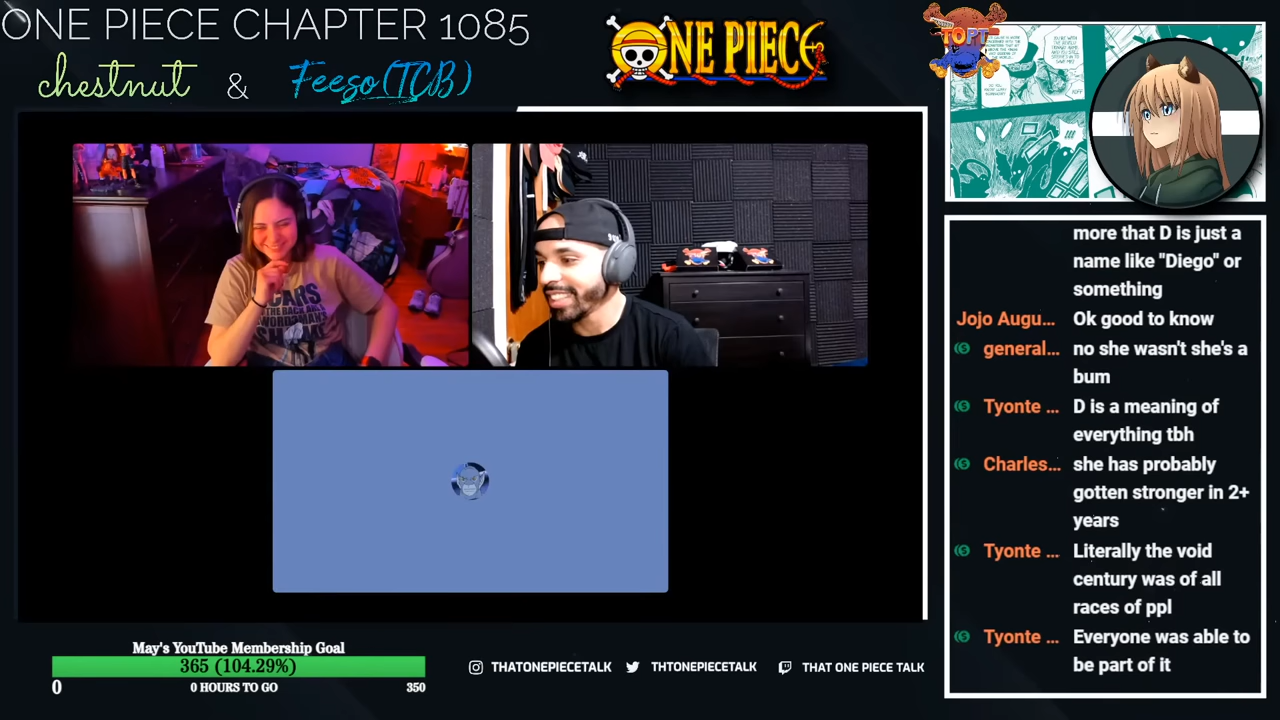 ONE PIECE CHAPTER 1085
chestnut & Feeso(TCB)
ONE PIECE
TOPT
more that D is just a
name like "Diego" or
something
Jojo Augu... Ok good to know
general... no she wasn't she's a
bum
Tyonte ... D is a meaning of
everything tbh
Charles... she has probably
gotten stronger in 2+
years
Tyonte ... Literally the void
century was of all
races of ppl
Tyonte ... Everyone was able to
be part of it
May's YouTube Membership Goal
365 (104.29%)
0 0 HOURS TO GO 350
THATONEPIECETALK THTONEPIECETALK THAT ONE PIECE TALK